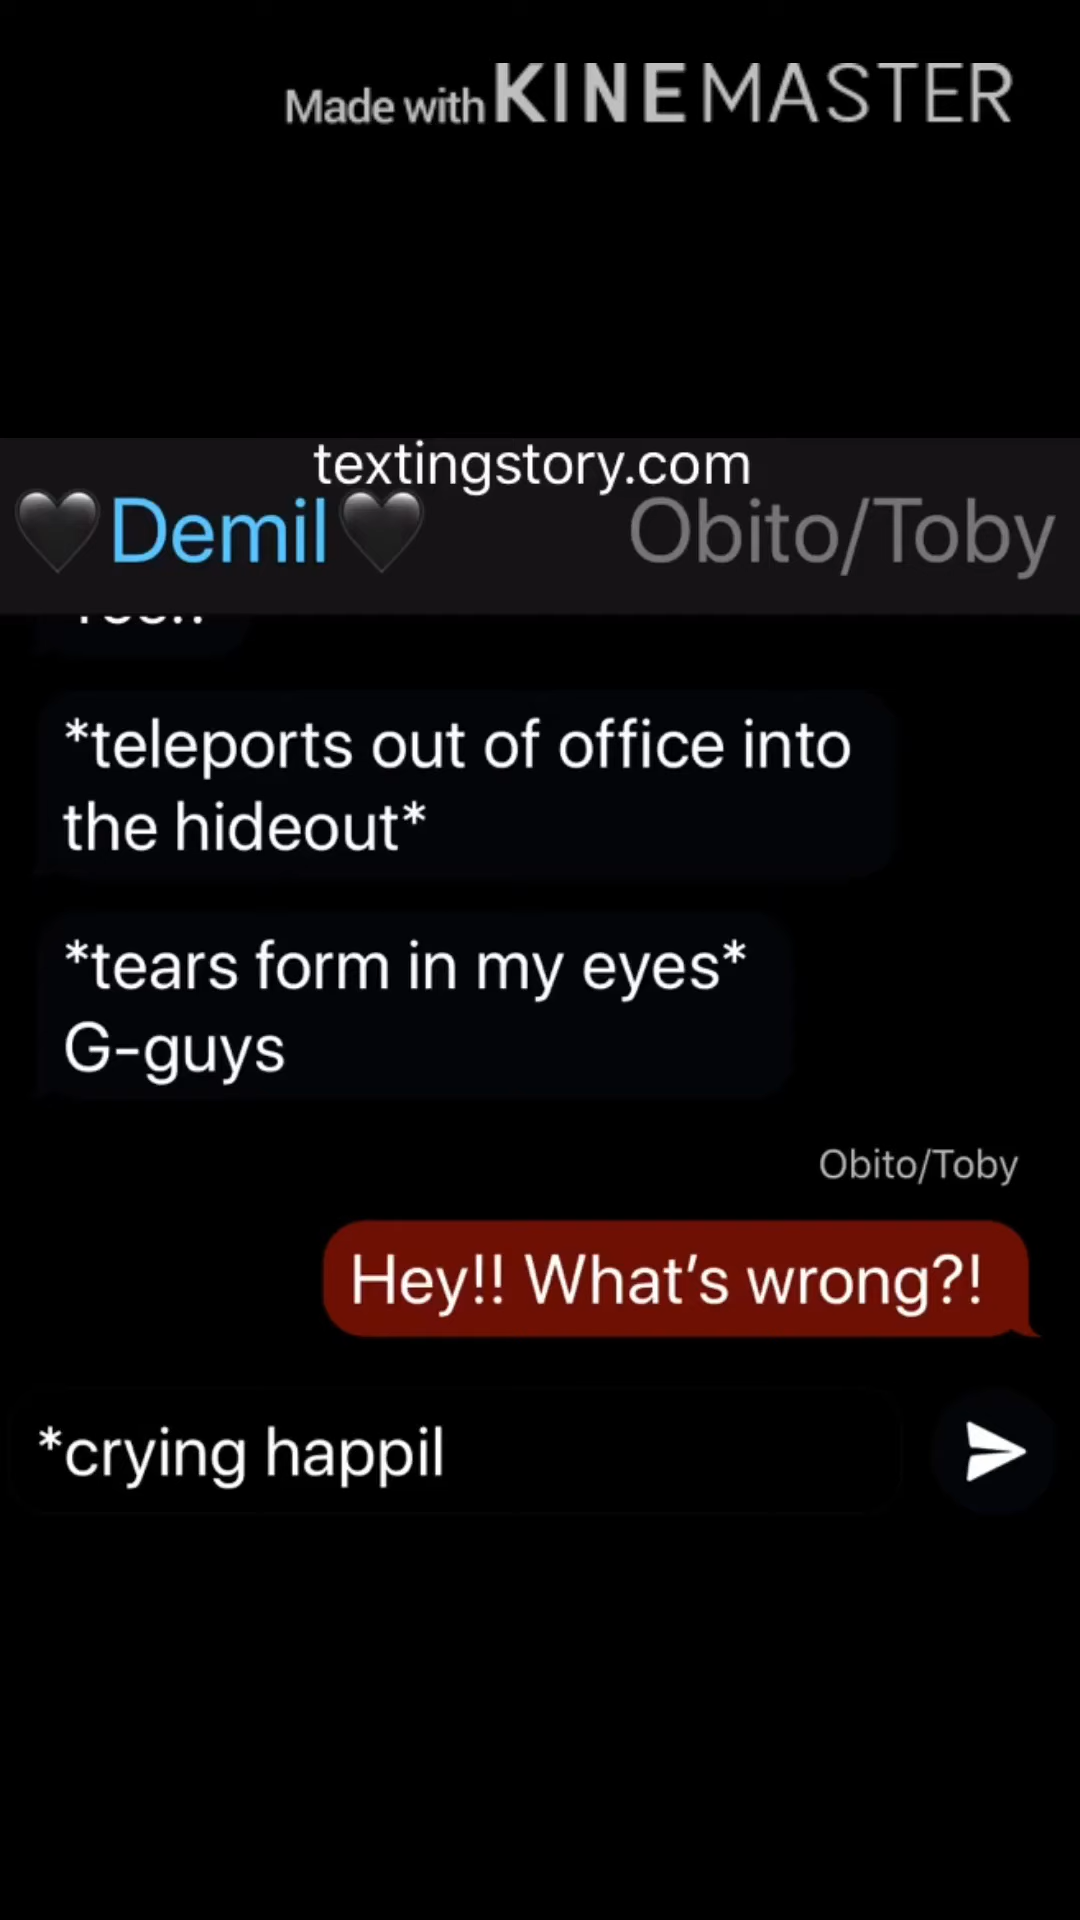 Made with KINEMASTER
textingstory.com
🖤Demil🖤 Obito/Toby
*teleports out of office into
the hideout*
*tears form in my eyes*
G-guys
Obito/Toby
Hey!! What’s wrong?!
*crying happil